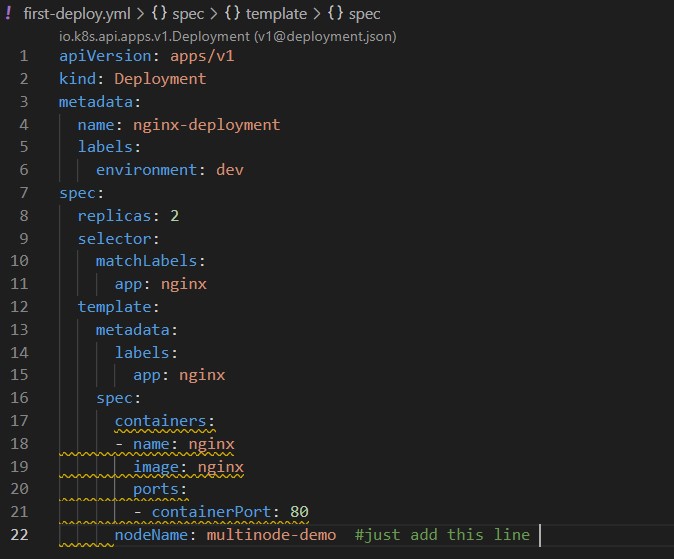 ! first-deploy.yml > {} spec > {} template > {} spec
io.k8s.api.apps.v1.Deployment (v1@deployment.json)
1 apiVersion: apps/v1
2 kind: Deployment
3 metadata:
4   name: nginx-deployment
5   labels:
6     environment: dev
7 spec:
8   replicas: 2
9   selector:
10     matchLabels:
11       app: nginx
12   template:
13     metadata:
14       labels:
15         app: nginx
16     spec:
17       containers:
18       - name: nginx
19         image: nginx
20         ports:
21         - containerPort: 80
22       nodeName: multinode-demo  #just add this line